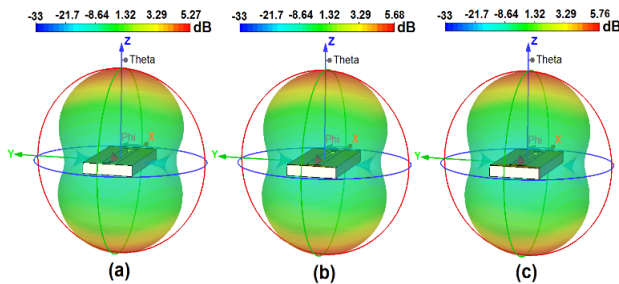 -33 -21.7 -8.64 1.32 3.29 5.27 dB
Z
Theta
Phi
X
Y
(a)
-33 -21.7 -8.64 1.32 3.29 5.68 dB
Z
Theta
Phi
X
Y
(b)
-33 -21.7 -8.64 1.32 3.29 5.76 dB
Z
Theta
Phi
X
Y
(c)